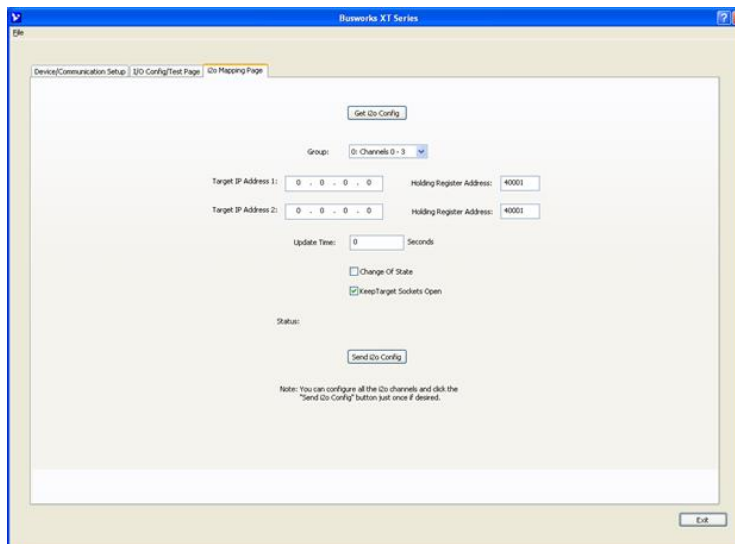 Busworks XT Series
File
Device/Communication Setup I/O Config/Test Page i2o Mapping Page
Get i2o Config
Group: 0: Channels 0 - 3
Target IP Address 1: 0 . 0 . 0 . 0 Holding Register Address: 40001
Target IP Address 2: 0 . 0 . 0 . 0 Holding Register Address: 40001
Update Time: 0 Seconds
Change Of State
KeepTarget Sockets Open
Status:
Send i2o Config
Note: You can configure all the i2o channels and click the
"Send i2o Config" button just once if desired.
Exit